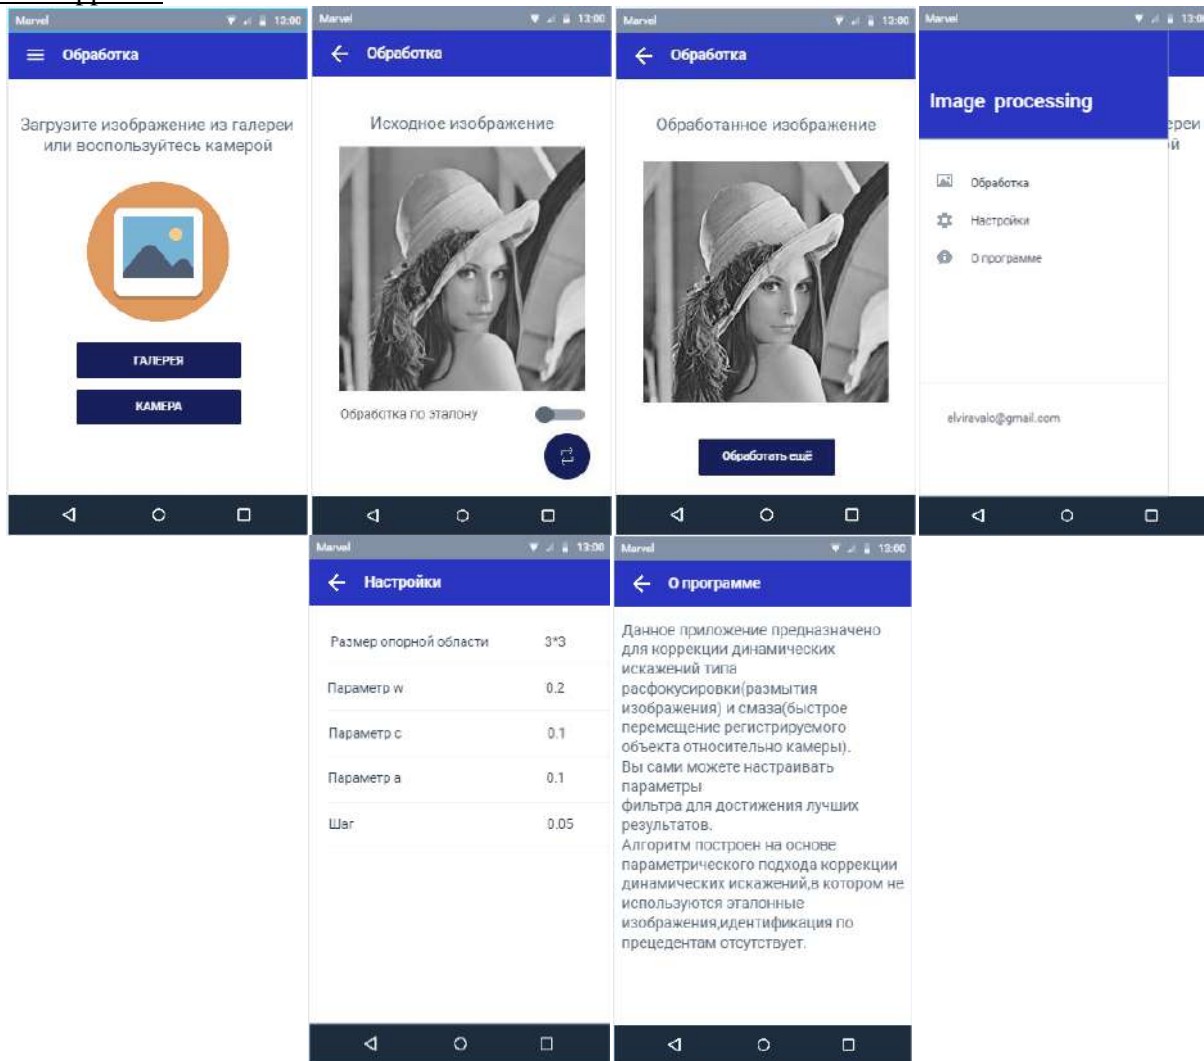 Marvel 13:00
Обработка
Загрузите изображение из галереи
или воспользуйтесь камерой
ГАЛЕРЕЯ
КАМЕРА
Marvel 13:00
Обработка
Исходное изображение
Обработка по эталону
Marvel 13:00
Обработка
Обработанное изображение
Обработать ещё
Marvel 13:00
Image processing
ереи
ой
Обработка
Настройки
О программе
elviravalo@gmail.com
Marvel 13:00
Настройки
Размер опорной области 3*3
Параметр w 0.2
Параметр c 0.1
Параметр a 0.1
Шаг 0.05
Marvel 13:00
О программе
Данное приложение предназначено
для коррекции динамических
искажений типа
расфокусировки(размытия
изображения) и смаза(быстрое
перемещение регистрируемого
объекта относительно камеры).
Вы сами можете настраивать
параметры
фильтра для достижения лучших
результатов.
Алгоритм построен на основе
параметрического подхода коррекции
динамических искажений,в котором не
используются эталонные
изображения,идентификация по
прецедентам отсутствует.